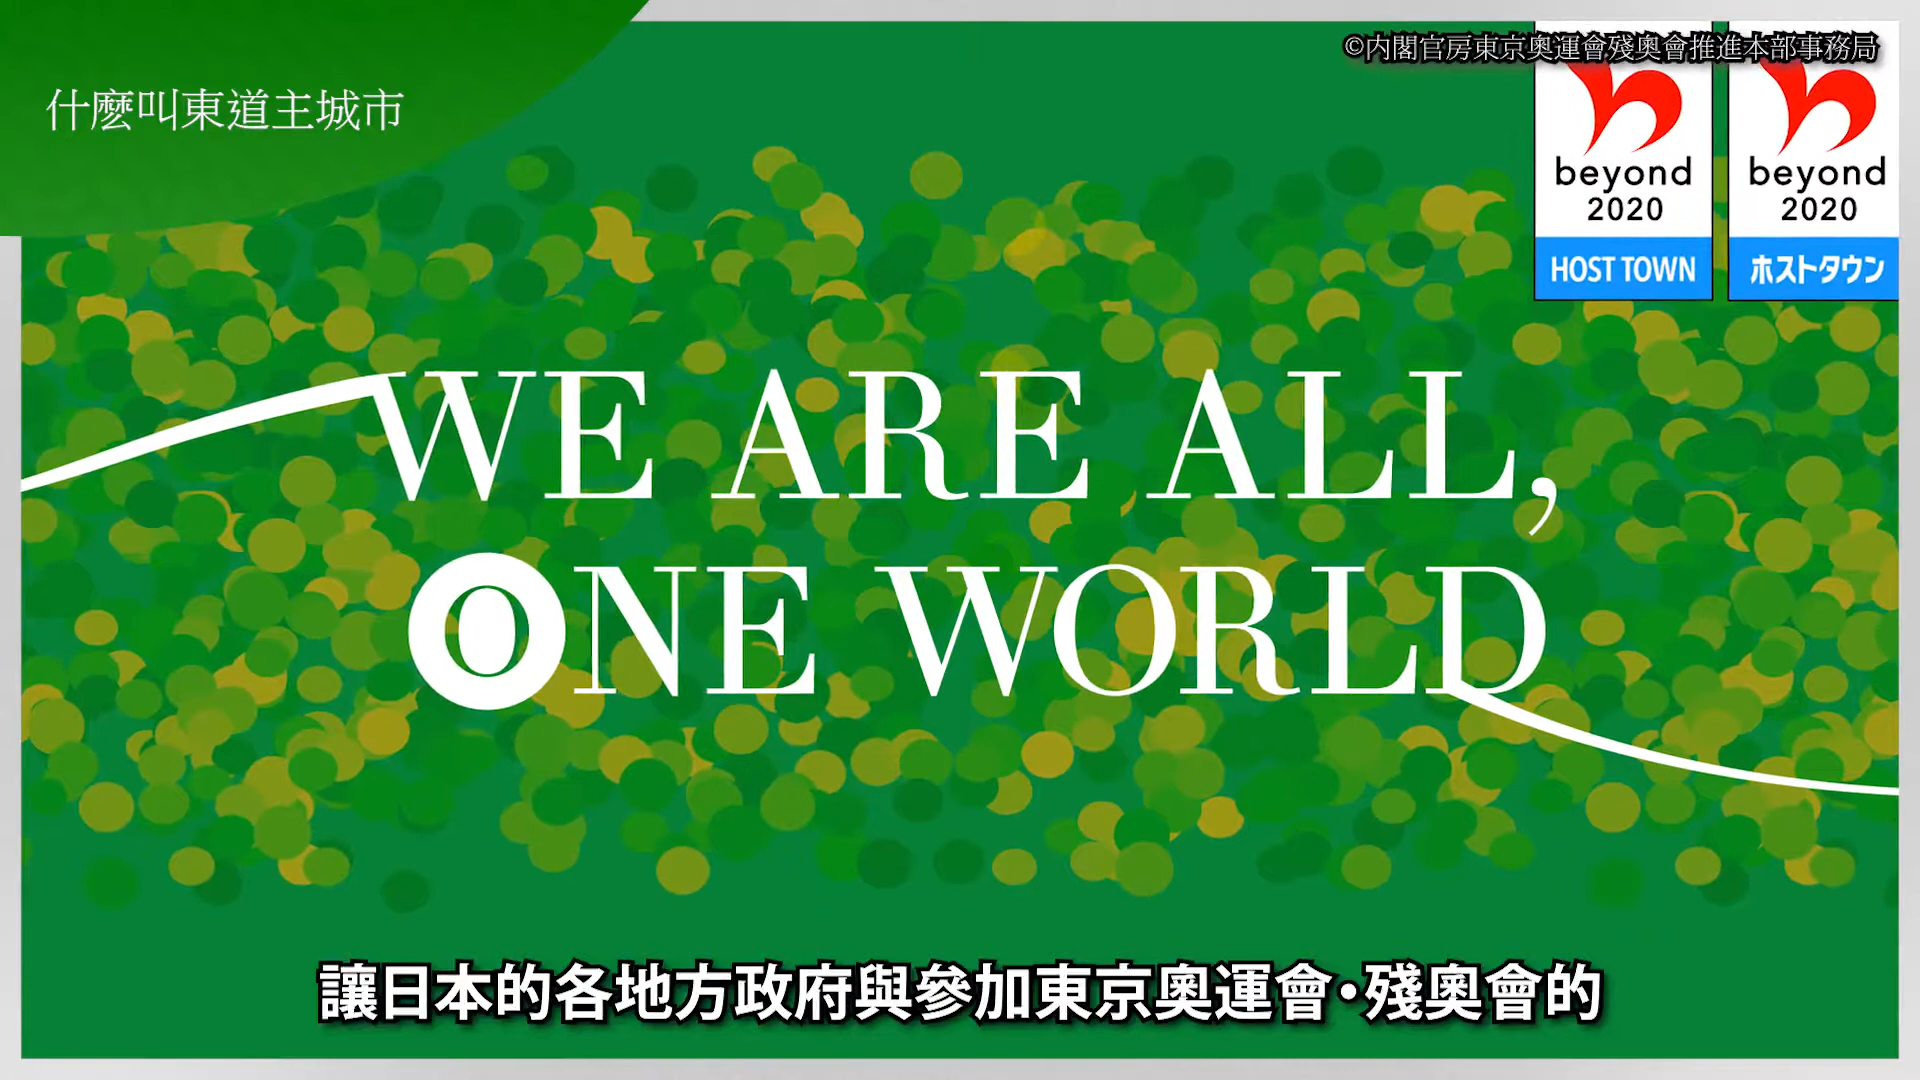 ©内閣官房東京奧運會殘奧會推進本部事務局
什麼叫東道主城市
beyond
2020
HOST TOWN
beyond
2020
ホストタウン
WE ARE ALL,
ONE WORLD
讓日本的各地方政府與參加東京奧運會・殘奧會的